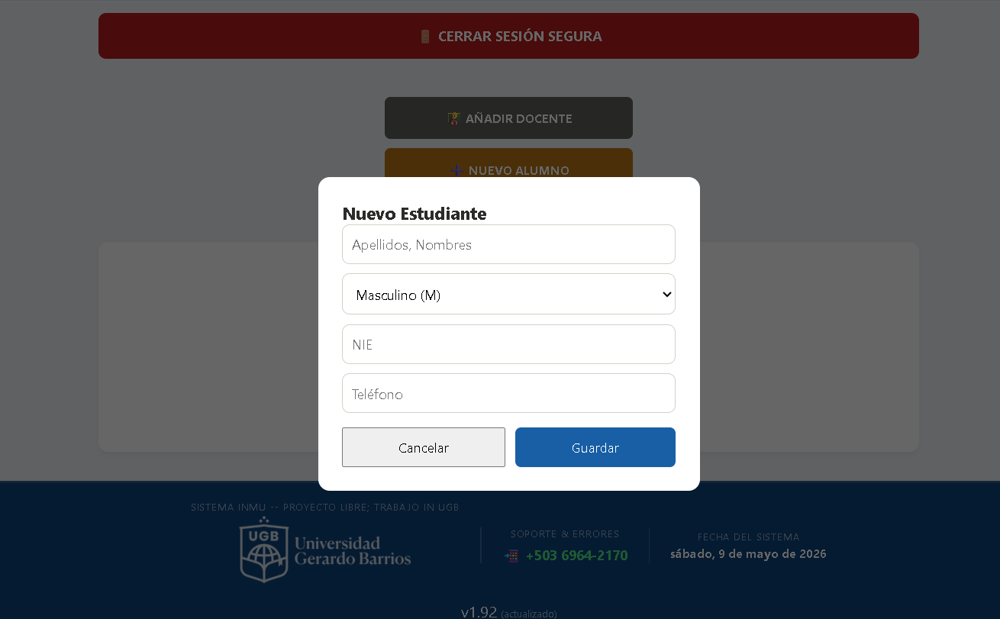 CERRAR SESIÓN SEGURA
AÑADIR DOCENTE
NUEVO ALUMNO
Nuevo Estudiante
Apellidos, Nombres
Masculino (M)
NIE
Teléfono
Cancelar
Guardar
SISTEMA INMU -- PROYECTO LIBRE; TRABAJO IN UGB
UGB
Universidad
Gerardo Barrios
SOPORTE & ERRORES
+503 6964-2170
FECHA DEL SISTEMA
sábado, 9 de mayo de 2026
v1.92 (actualizado)